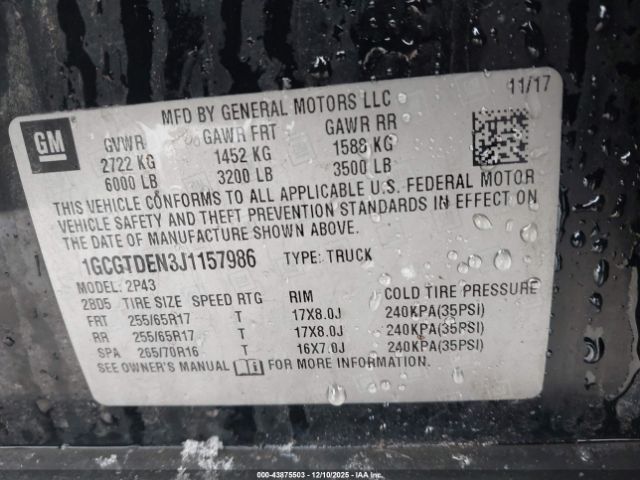 11/17
MFD BY GENERAL MOTORS LLC
GM
GVWR GAWR FRT GAWR RR
2722 KG 1452 KG 1588 KG
6000 LB 3200 LB 3500 LB
THIS VEHICLE CONFORMS TO ALL APPLICABLE U.S. FEDERAL MOTOR
VEHICLE SAFETY AND THEFT PREVENTION STANDARDS IN EFFECT ON
THE DATE OF MANUFACTURE SHOWN ABOVE.
1GCGTDEN3J1157986 TYPE: TRUCK
MODEL: 2P43
2BD5 TIRE SIZE SPEED RTG RIM COLD TIRE PRESSURE
FRT 255/65R17 T 17X8.0J 240KPA(35PSI)
RR 255/65R17 T 17X8.0J 240KPA(35PSI)
SPA 265/70R16 T 16X7.0J 240KPA(35PSI)
SEE OWNER'S MANUAL FOR MORE INFORMATION.
© IAA - 43875503 - 12/10/2025 - iaai.com